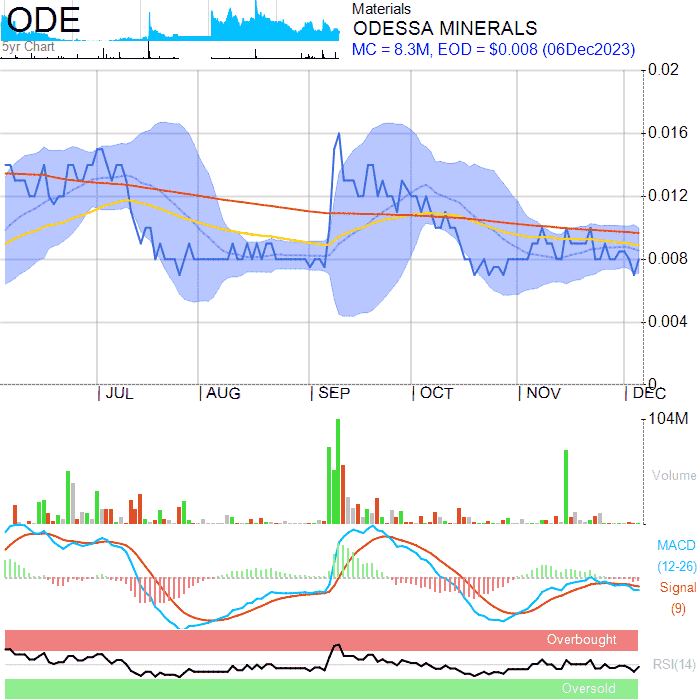 ODE
5yr Chart
Materials
ODESSA MINERALS
MC = 8.3M, EOD = $0.008 (06Dec2023)
0.02
0.016
0.012
0.008
0.004
0
JUL AUG SEP OCT NOV DEC
104M
Volume
MACD
(12-26)
Signal
(9)
Overbought
RSI(14)
Oversold